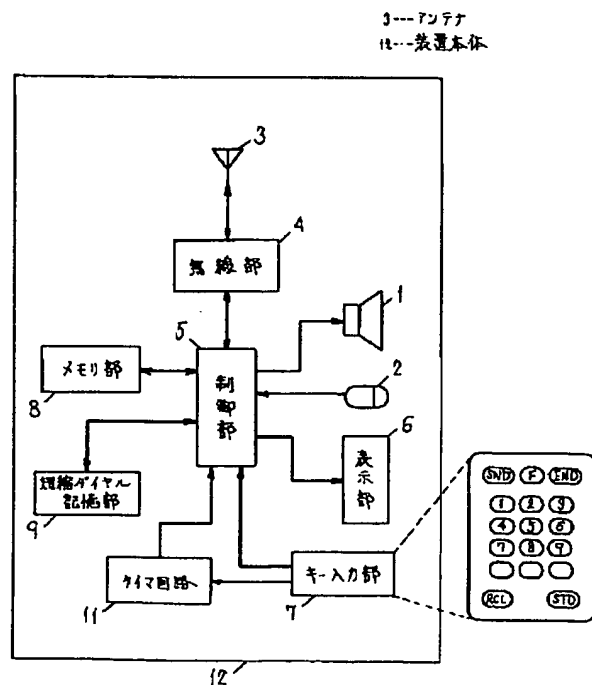 3---アンテナ
12---装置本体
3
4
無線部
1
5
メモリ部
8
制御部
2
6
表示部
短縮ダイヤル
記憶部
9
タイマ回路
11
キー入力部
7
SND F END
1 2 3
4 5 6
7 8 9
RCL STO
12